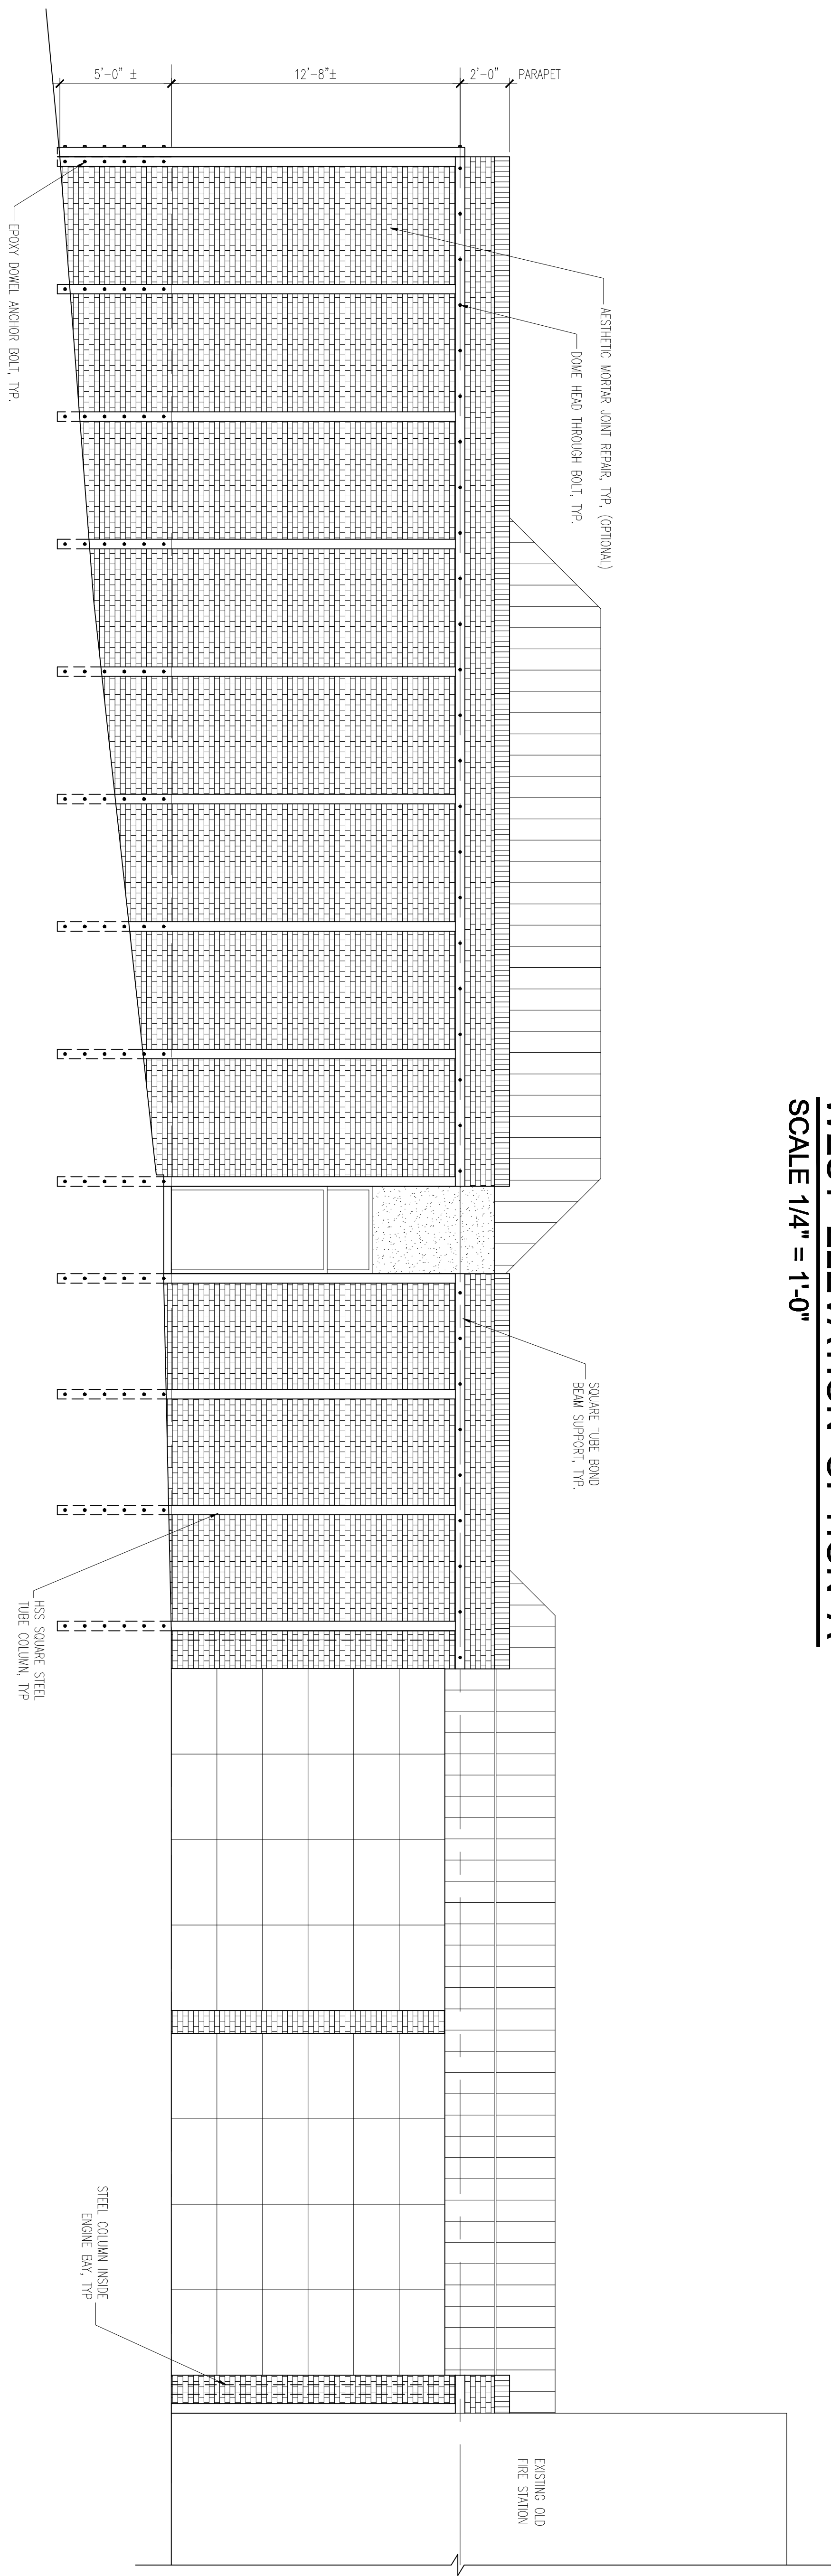 SCALE 1/4" = 1'-0"
PARAPET
2'-0"
12'-8"±
5'-0" ±
AESTHETIC MORTAR JOINT REPAIR, TYP, (OPTIONAL)
DOME HEAD THROUGH BOLT, TYP.
EPOXY DOWEL ANCHOR BOLT, TYP.
SQUARE TUBE BOND
BEAM SUPPORT, TYP.
HSS SQUARE STEEL
TUBE COLUMN, TYP
STEEL COLUMN INSIDE
ENGINE BAY, TYP
EXISTING OLD
FIRE STATION